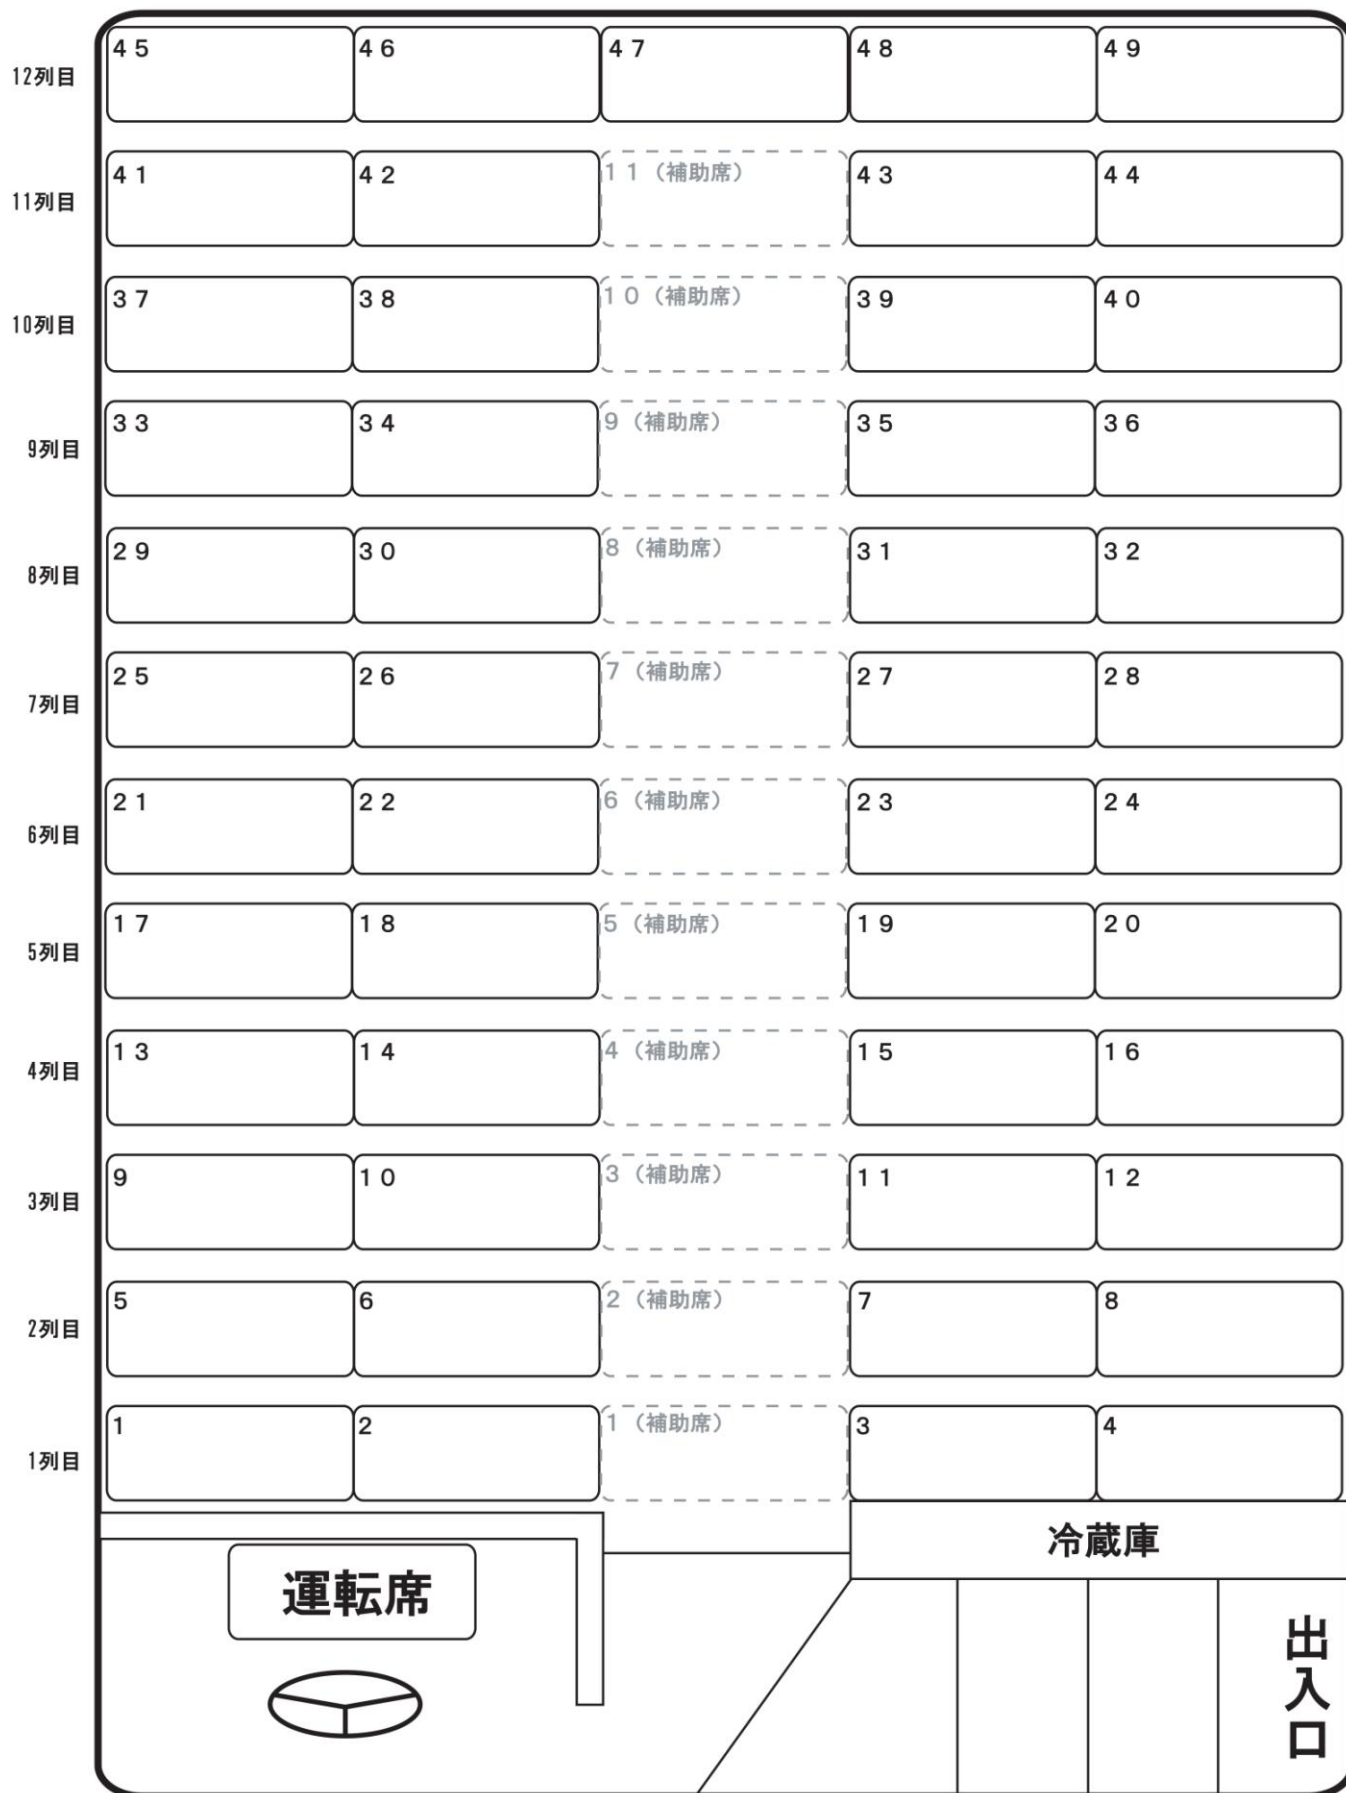 12列目 45 46 47 48 49
11列目 41 42 11（補助席） 43 44
10列目 37 38 10（補助席） 39 40
9列目 33 34 9（補助席） 35 36
8列目 29 30 8（補助席） 31 32
7列目 25 26 7（補助席） 27 28
6列目 21 22 6（補助席） 23 24
5列目 17 18 5（補助席） 19 20
4列目 13 14 4（補助席） 15 16
3列目 9 10 3（補助席） 11 12
2列目 5 6 2（補助席） 7 8
1列目 1 2 1（補助席） 3 4
冷蔵庫
運転席
出入口